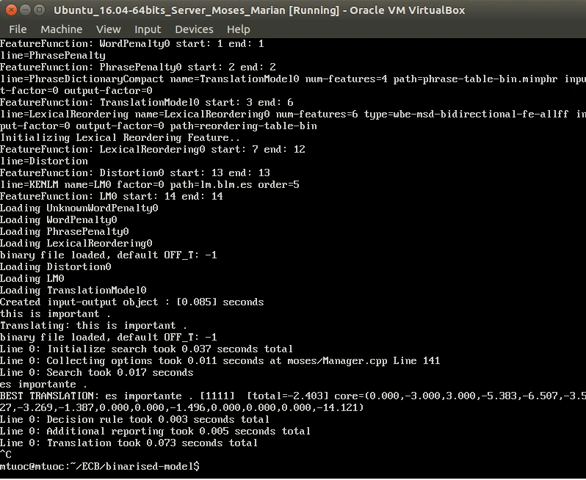 Ubuntu_16.04-64bits_Server_Moses_Marian [Running] - Oracle VM VirtualBox
File Machine View Input Devices Help
FeatureFunction: WordPenalty0 start: 1 end: 1
line=PhrasePenalty
FeatureFunction: PhrasePenalty0 start: 2 end: 2
line=PhraseDictionaryCompact name=TranslationModel0 num-features=4 path=phrase-table-bin.minphr inpu
t-factor=0 output-factor=0
FeatureFunction: TranslationModel0 start: 3 end: 6
line=LexicalReordering name=LexicalReordering0 num-features=6 type=wbe-msd-bidirectional-fe-allff in
put-factor=0 output-factor=0 path=reordering-table-bin
Initializing Lexical Reordering Feature..
FeatureFunction: LexicalReordering0 start: 7 end: 12
line=Distortion
FeatureFunction: Distortion0 start: 13 end: 13
line=KENLM name=LM0 factor=0 path=lm.blm.es order=5
FeatureFunction: LM0 start: 14 end: 14
Loading UnknownWordPenalty0
Loading WordPenalty0
Loading PhrasePenalty0
Loading LexicalReordering0
binary file loaded, default OFF_T: -1
Loading Distortion0
Loading LM0
Loading TranslationModel0
Created input-output object : [0.085] seconds
this is important .
Translating: this is important .
binary file loaded, default OFF_T: -1
Line 0: Initialize search took 0.037 seconds total
Line 0: Collecting options took 0.011 seconds at moses/Manager.cpp Line 141
Line 0: Search took 0.017 seconds
es importante .
BEST TRANSLATION: es importante . [1111] [total=-2.403] core=(0.000,-3.000,3.000,-5.383,-6.507,-3.5
27,-3.269,-1.387,0.000,0.000,-1.496,0.000,0.000,0.000,-14.121)
Line 0: Decision rule took 0.003 seconds total
Line 0: Additional reporting took 0.005 seconds total
Line 0: Translation took 0.073 seconds total
^C
mtuoc@mtuoc:~/ECB/binarised-model$